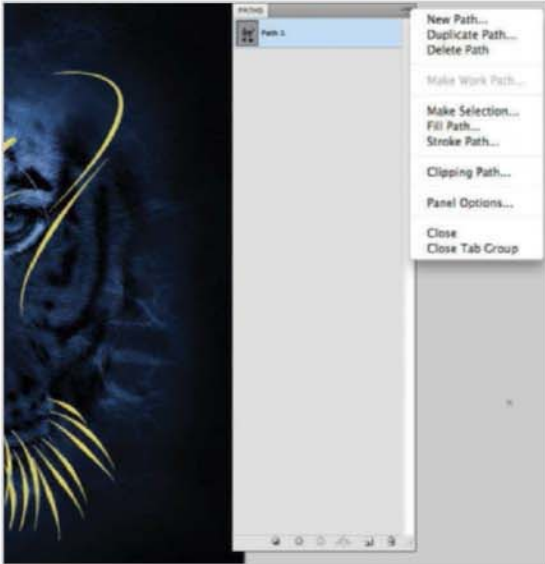 PATHS
Path 1
New Path...
Duplicate Path...
Delete Path
Make Work Path...
Make Selection...
Fill Path...
Stroke Path...
Clipping Path...
Panel Options...
Close
Close Tab Group